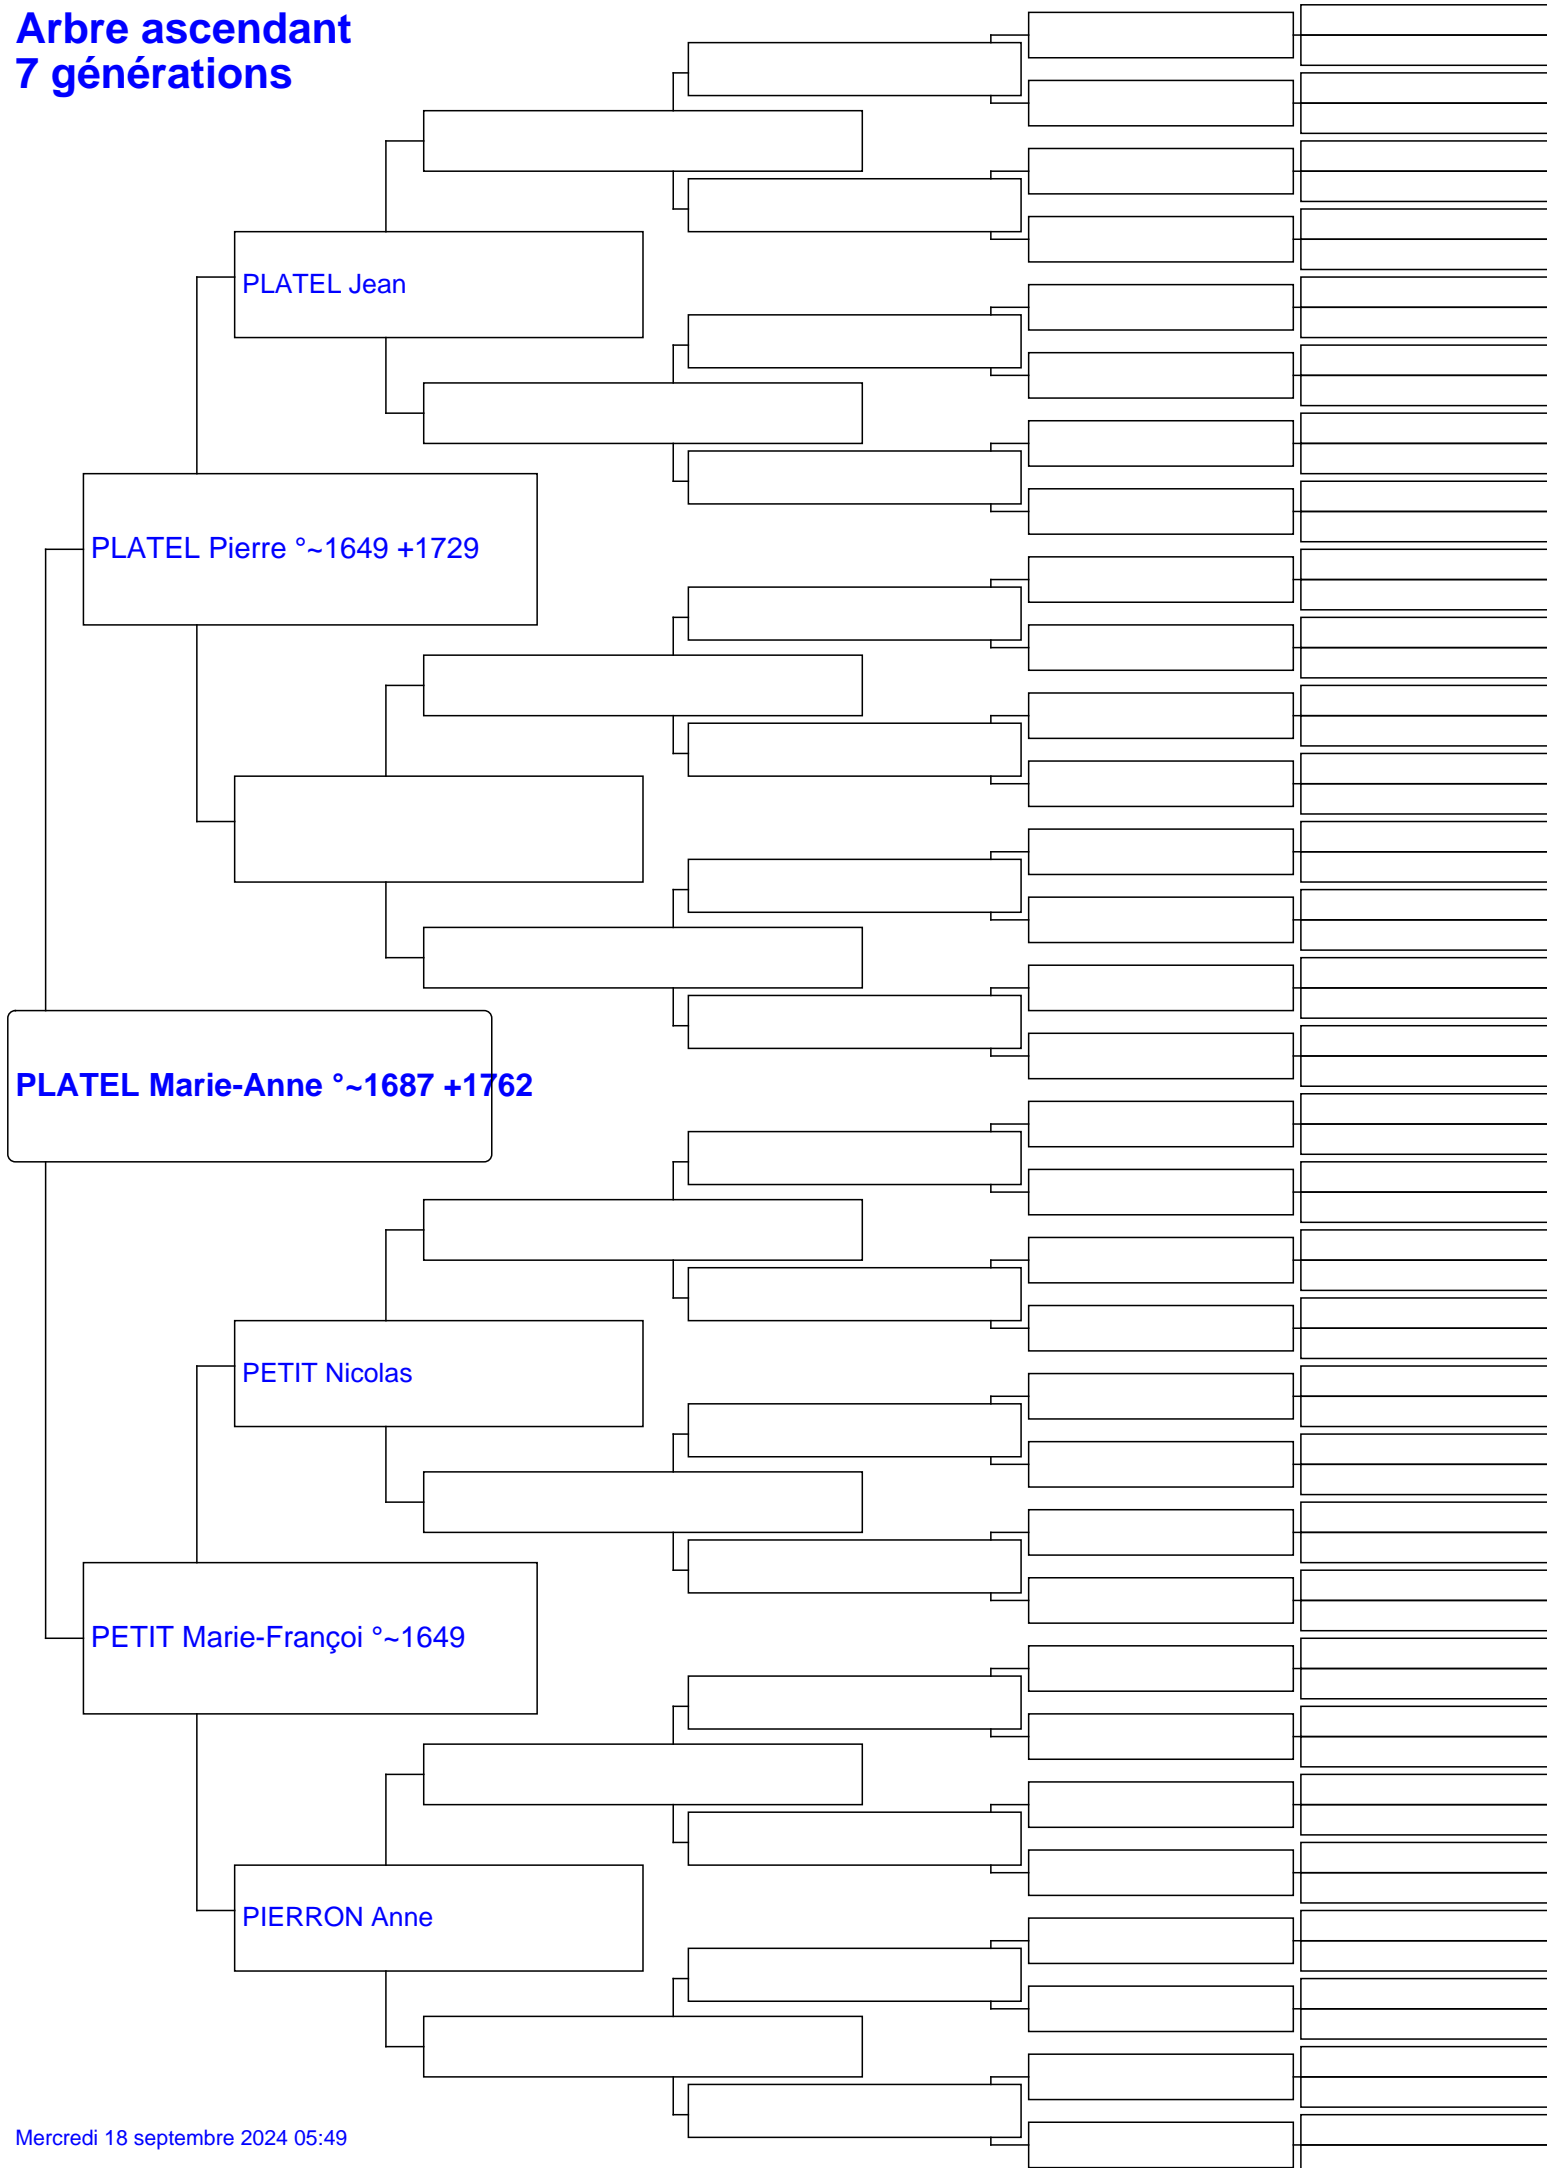 Arbre ascendant
7 générations
PLATEL Jean
PLATEL Pierre °~1649 +1729
PLATEL Marie-Anne °~1687 +1762
PETIT Nicolas
PETIT Marie-Françoi °~1649
PIERRON Anne
Mercredi 18 septembre 2024 05:49